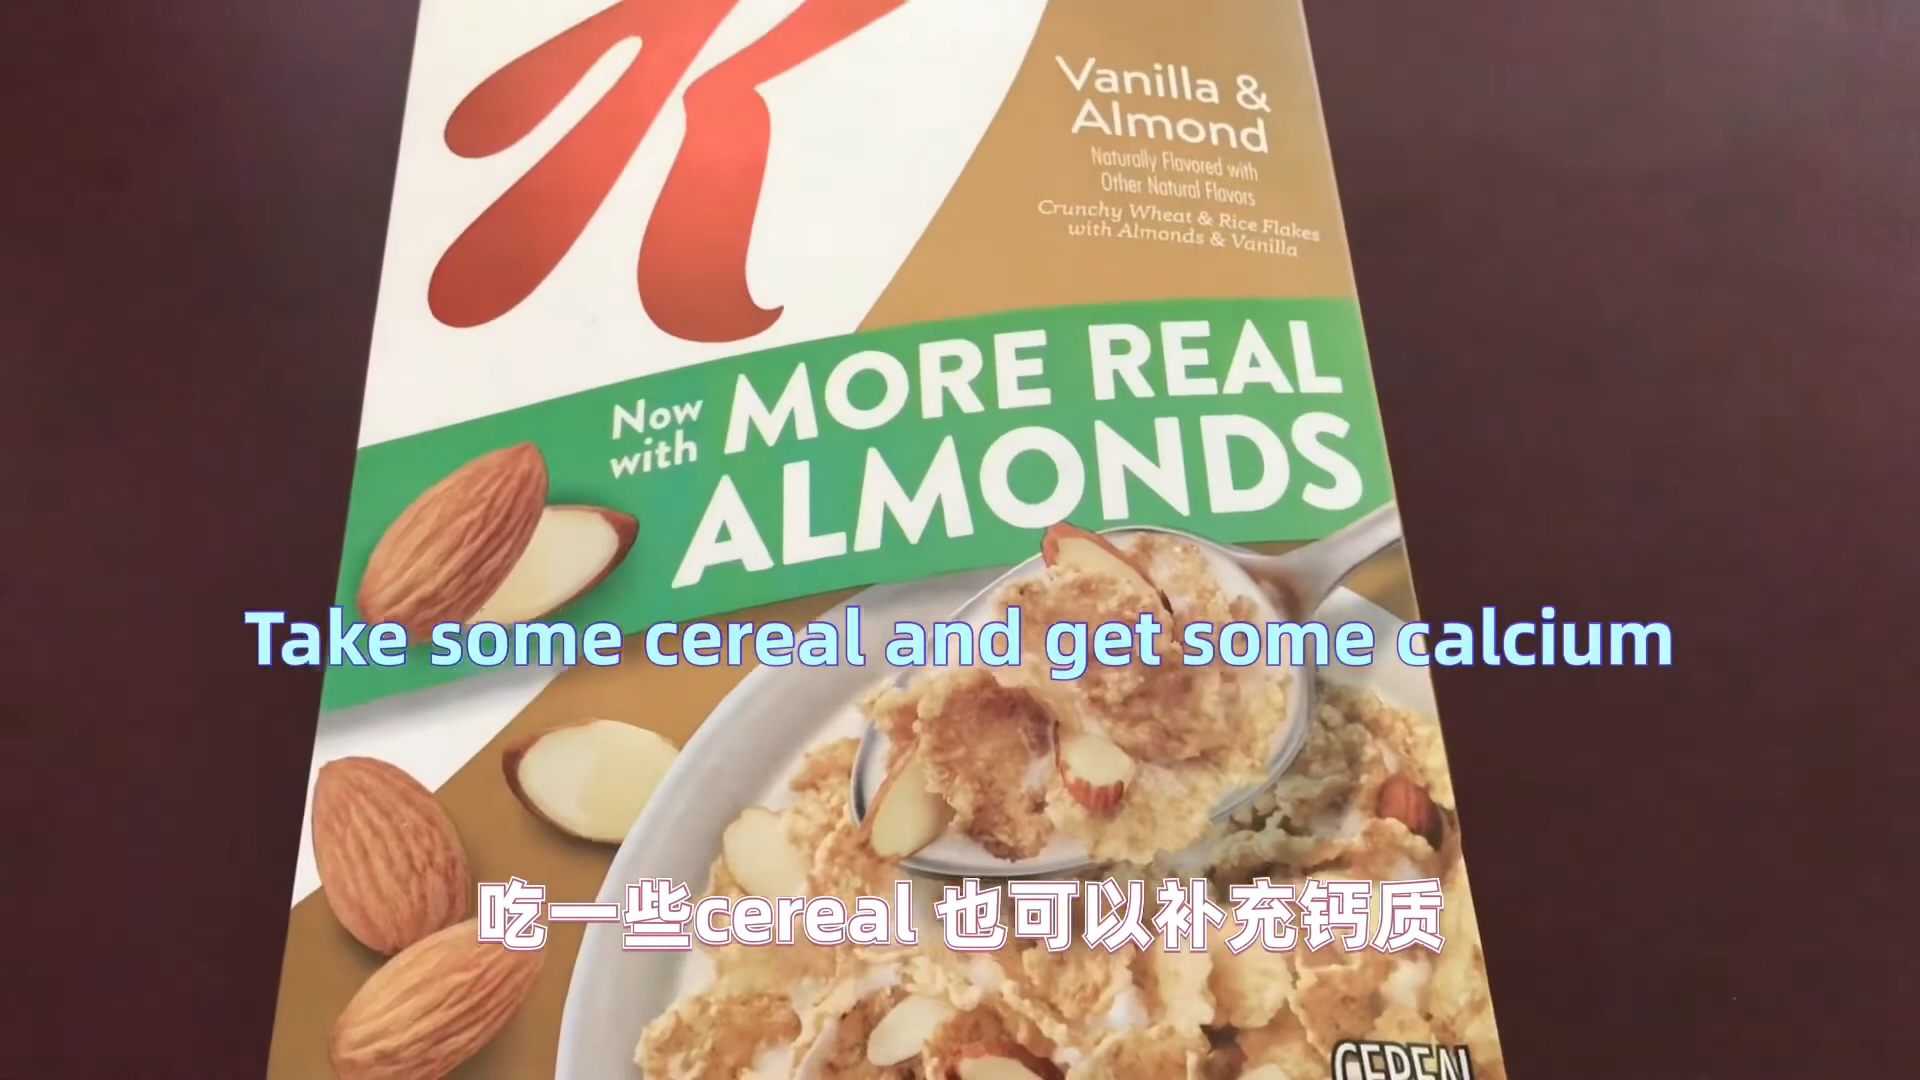 K
Vanilla &
Almond
Naturally Flavored with
Other Natural Flavors
Crunchy Wheat & Rice Flakes
with Almonds & Vanilla
Now
with
MORE REAL
ALMONDS
Take some cereal and get some calcium
吃一些cereal 也可以补充钙质
CEREAL